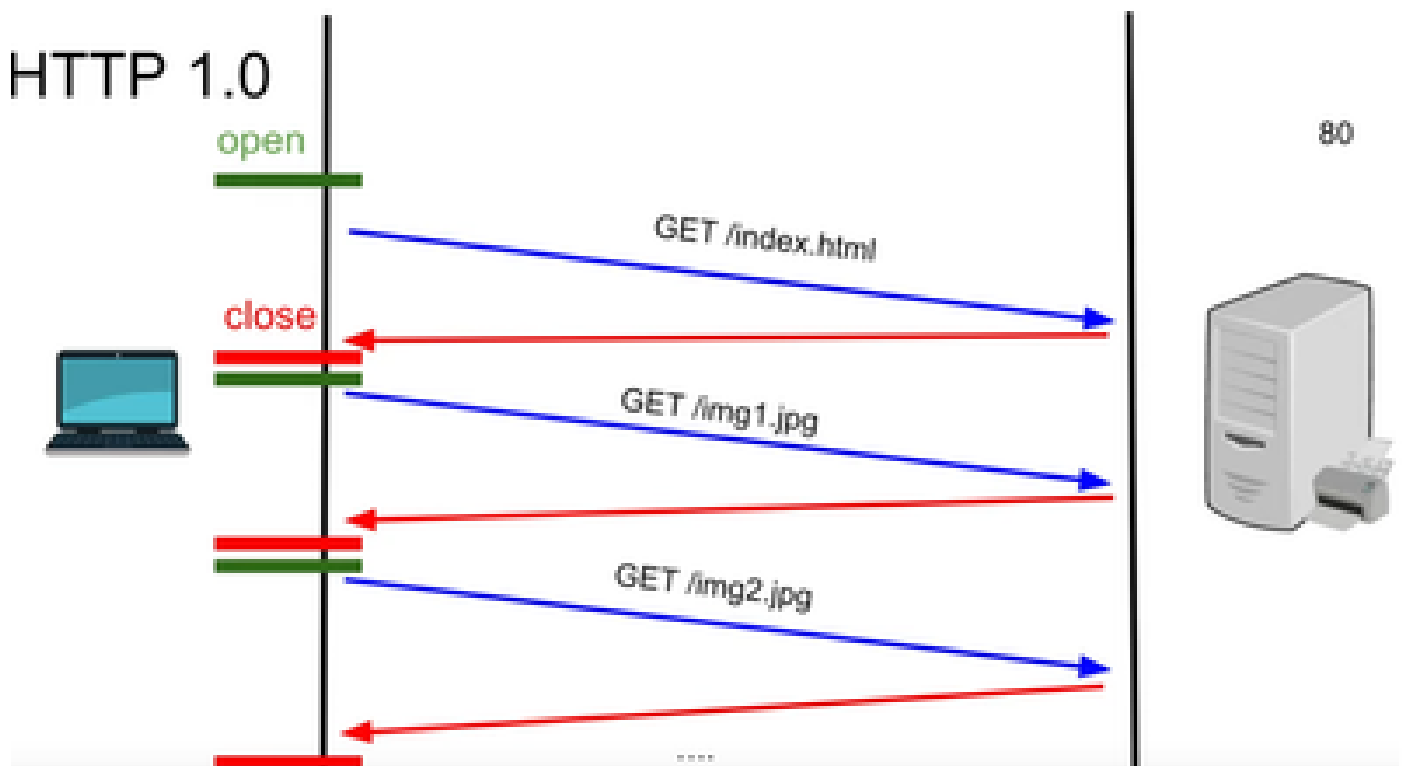 HTTP 1.0
open
80
GET /index.html
close
GET /img1.jpg
GET /img2.jpg
....